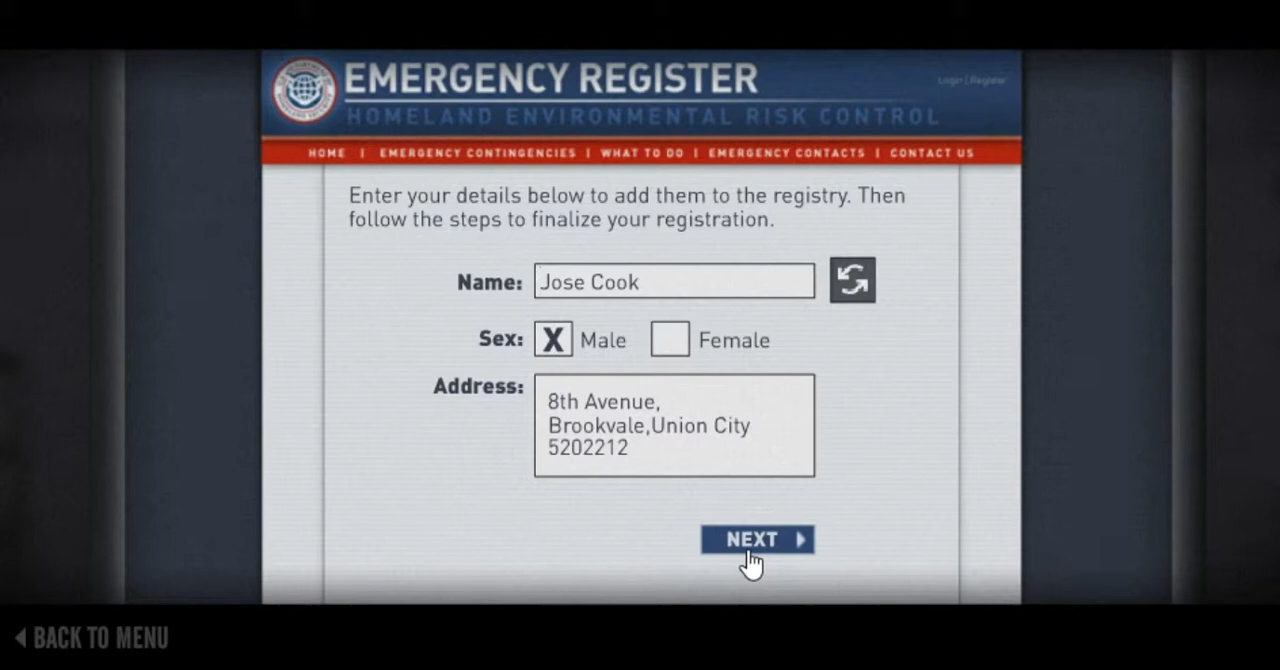 EMERGENCY REGISTER
Login | Register
HOMELAND ENVIRONMENTAL RISK CONTROL
HOME | EMERGENCY CONTINGENCIES | WHAT TO DO | EMERGENCY CONTACTS | CONTACT US
Enter your details below to add them to the registry. Then
follow the steps to finalize your registration.
Name: Jose Cook
Sex: X Male Female
Address: 8th Avenue,
Brookvale,Union City
5202212
NEXT
BACK TO MENU